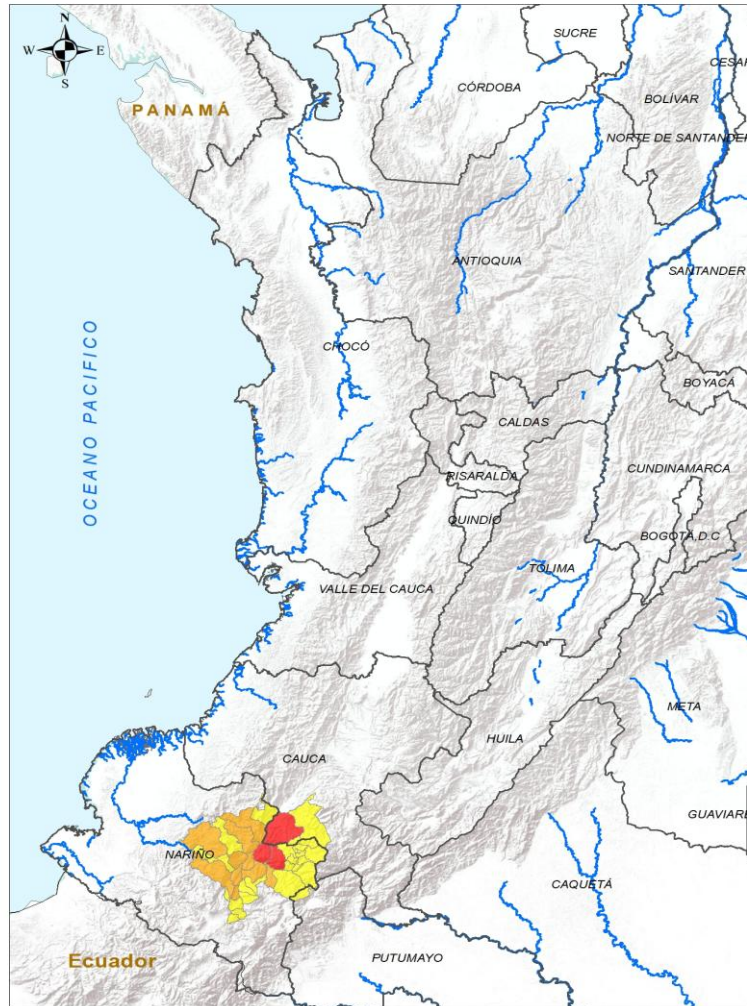 N
W E
S
SUCRE
CESAR
CÓRDOBA
BOLÍVAR
PANAMÁ
NORTE DE SANTANDER
ANTIOQUIA
SANTANDER
OCEANO PACIFICO
CHOCÓ
BOYACÁ
CALDAS
CUNDINAMARCA
RISARALDA
QUINDÍO
BOGOTÁ,D.C
TOLIMA
VALLE DEL CAUCA
META
HUILA
CAUCA
GUAVIARE
NARIÑO
CAQUETÁ
PUTUMAYO
Ecuador